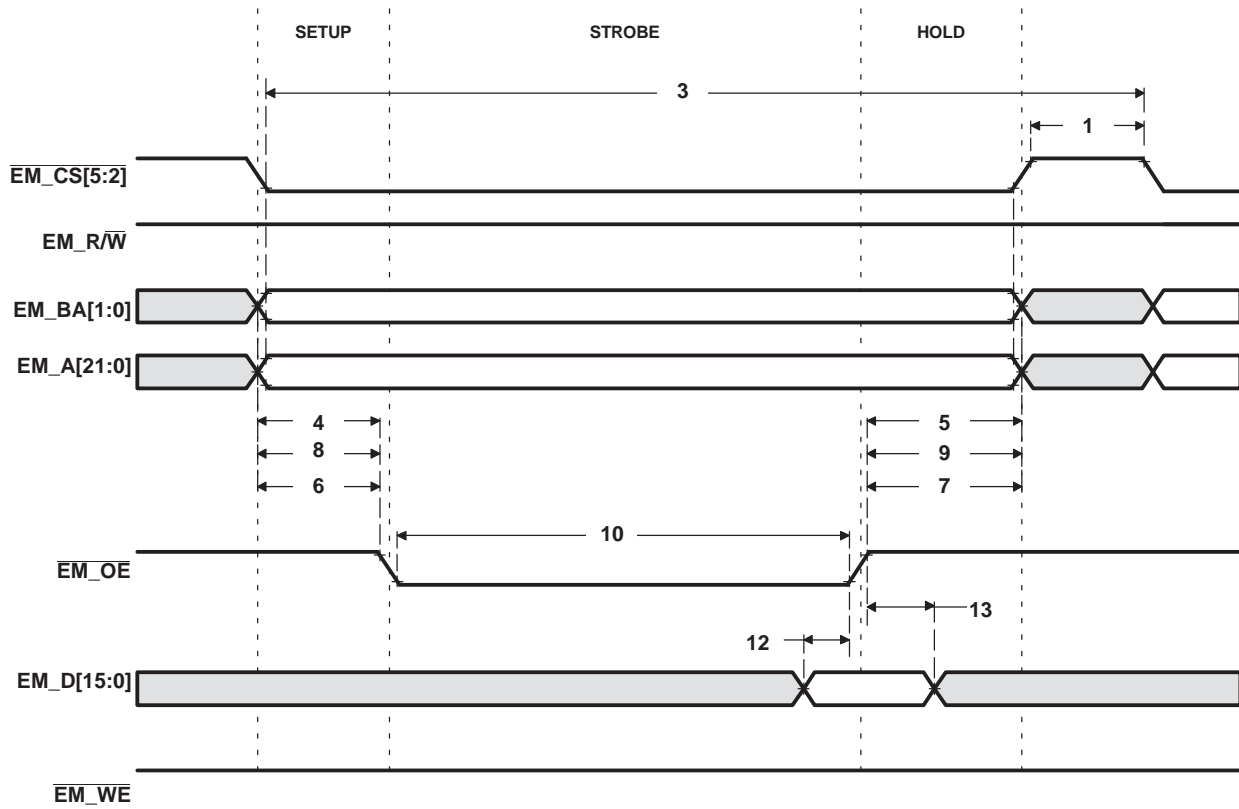 SETUP STROBE HOLD
3
1
EM_CS[5:2]
EM_R/W
EM_BA[1:0]
EM_A[21:0]
4 5
8 9
6 7
10
EM_OE
13
12
EM_D[15:0]
EM_WE